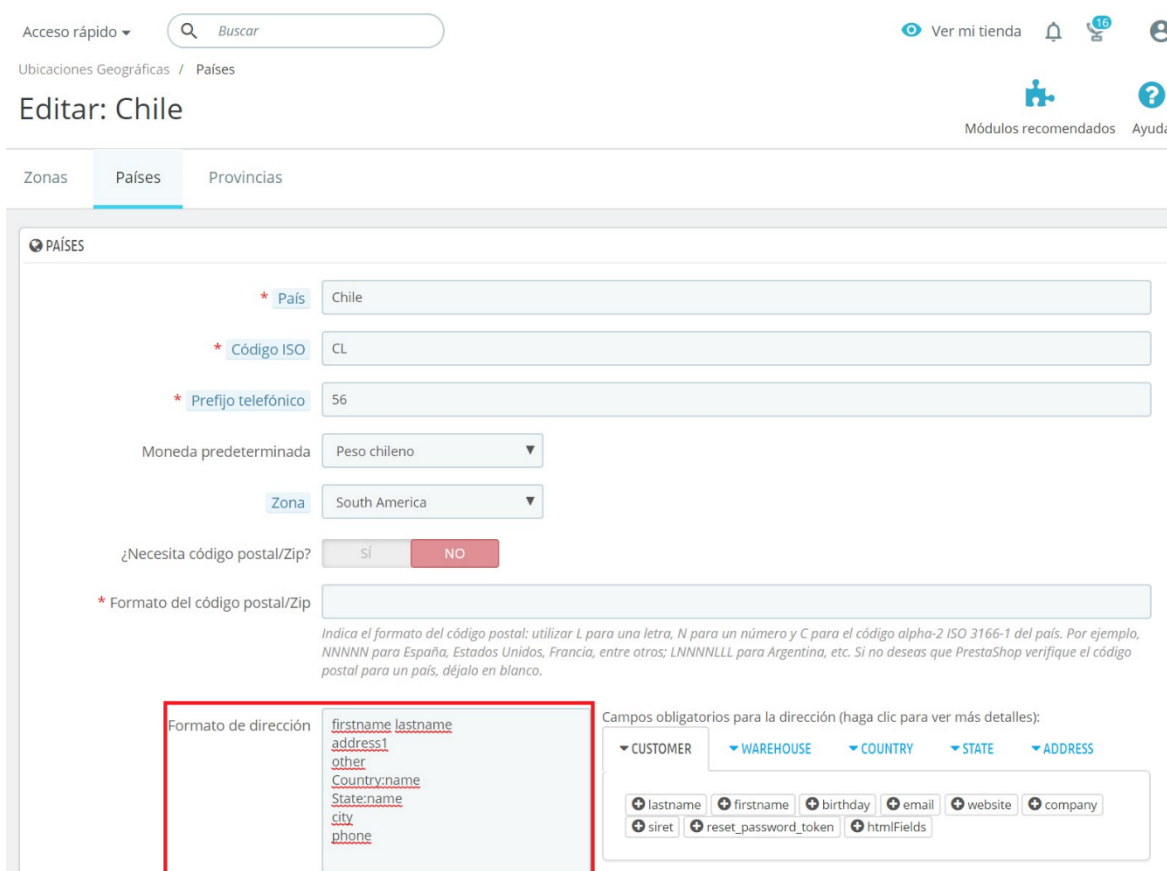 Acceso rápido
Buscar
Ver mi tienda
16
Ubicaciones Geográficas / Países
Editar: Chile
Módulos recomendados
Ayuda
Zonas
Países
Provincias
PAÍSES
* País
Chile
* Código ISO
CL
* Prefijo telefónico
56
Moneda predeterminada
Peso chileno
Zona
South America
¿Necesita código postal/Zip?
SÍ
NO
* Formato del código postal/Zip
Indica el formato del código postal: utilizar L para una letra, N para un número y C para el código alpha-2 ISO 3166-1 del país. Por ejemplo,
NNNNN para España, Estados Unidos, Francia, entre otros; LNNNNLLL para Argentina, etc. Si no deseas que PrestaShop verifique el código
postal para un país, déjalo en blanco.
Formato de dirección
firstname lastname
address1
other
Country:name
State:name
city
phone
Campos obligatorios para la dirección (haga clic para ver más detalles):
CUSTOMER
WAREHOUSE
COUNTRY
STATE
ADDRESS
lastname
firstname
birthday
email
website
company
siret
reset_password_token
htmlFields